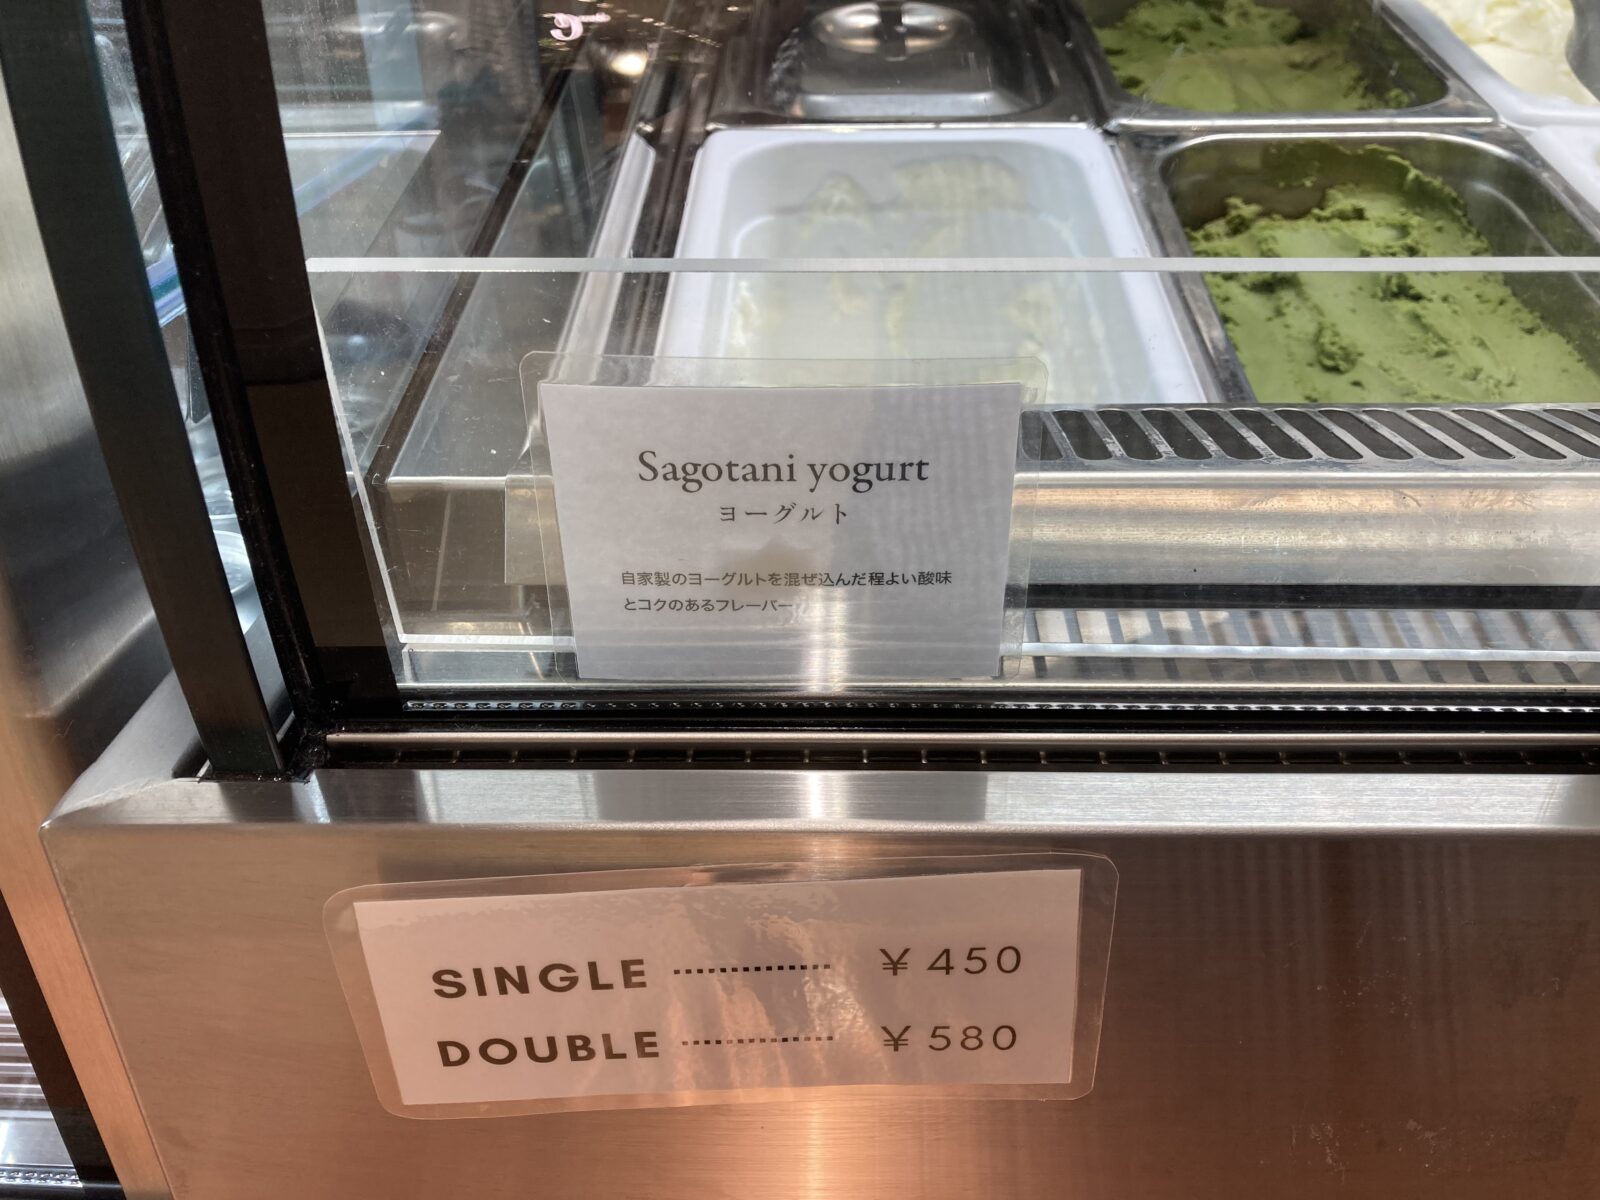 Sagotani yogurt
ヨーグルト
自家製のヨーグルトを混ぜ込んだ程よい酸味
とコクのあるフレーバー
SINGLE ············· ¥ 450
DOUBLE ············· ¥ 580